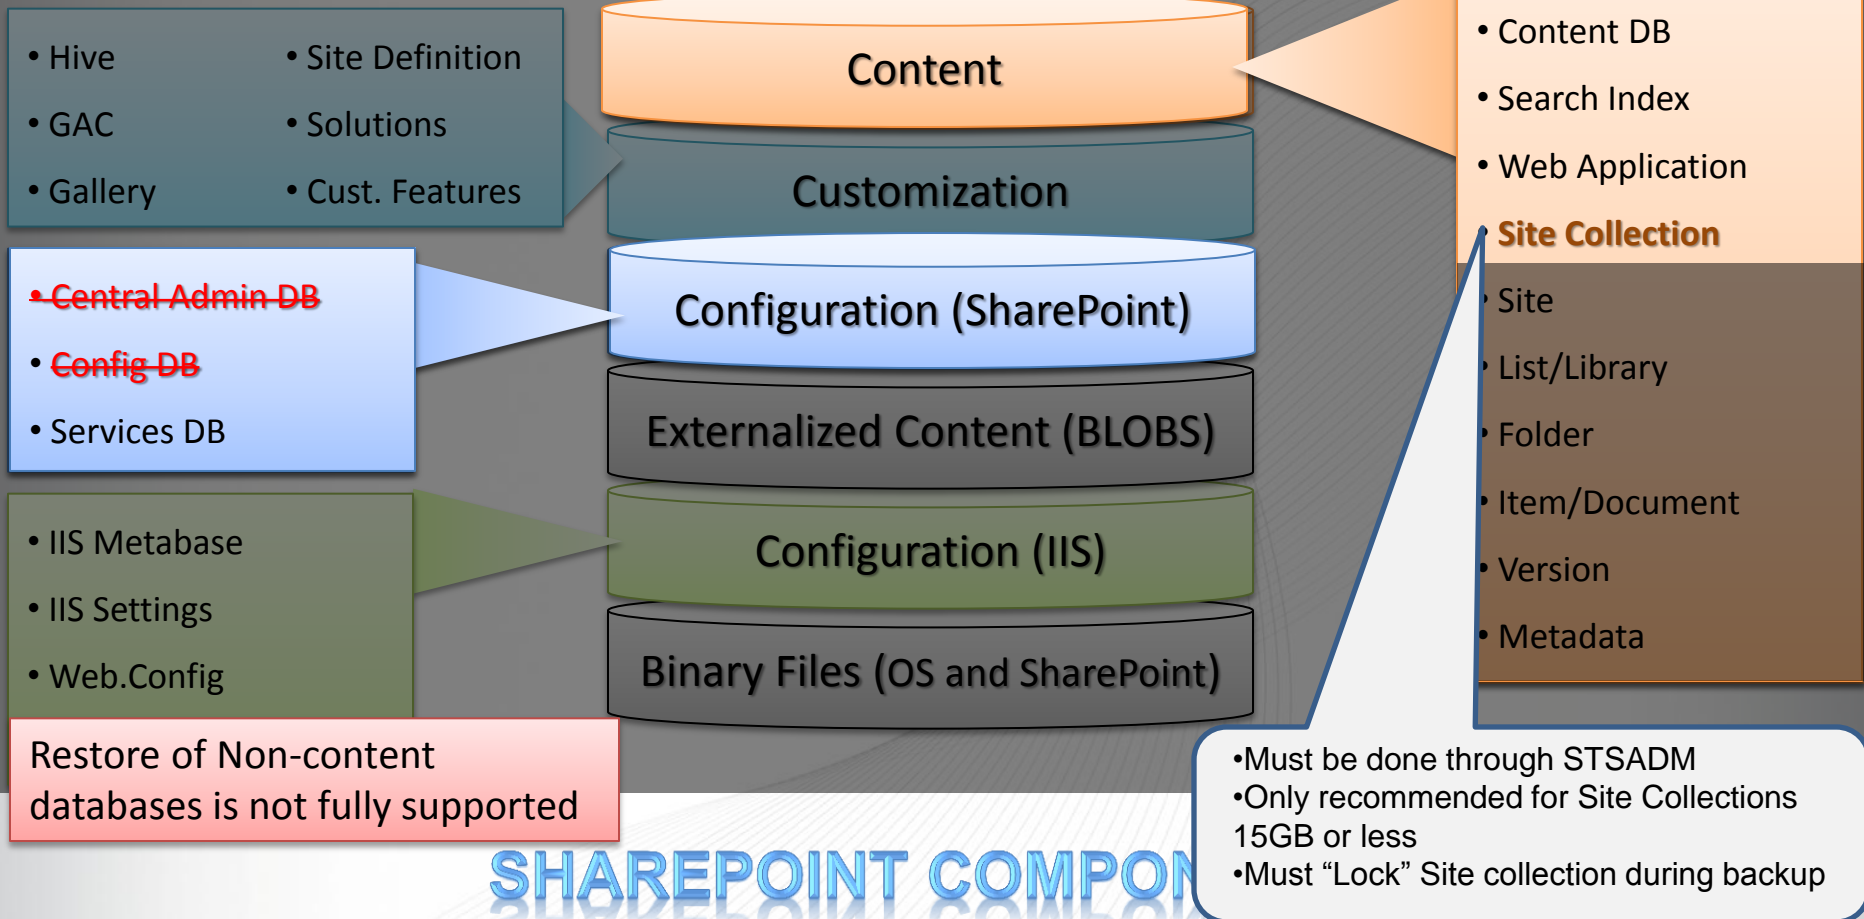 • Hive
• GAC
• Gallery
• Site Definition
• Solutions
• Cust. Features
• Central Admin DB
• Config DB
• Services DB
• IIS Metabase
• IIS Settings
• Web.Config
Restore of Non-content
databases is not fully supported
Content
Customization
Configuration (SharePoint)
Externalized Content (BLOBS)
Configuration (IIS)
Binary Files (OS and SharePoint)
• Content DB
• Search Index
• Web Application
• Site Collection
• Site
• List/Library
• Folder
• Item/Document
• Version
• Metadata
•Must be done through STSADM
•Only recommended for Site Collections
15GB or less
•Must “Lock” Site collection during backup
SHAREPOINT COMPON